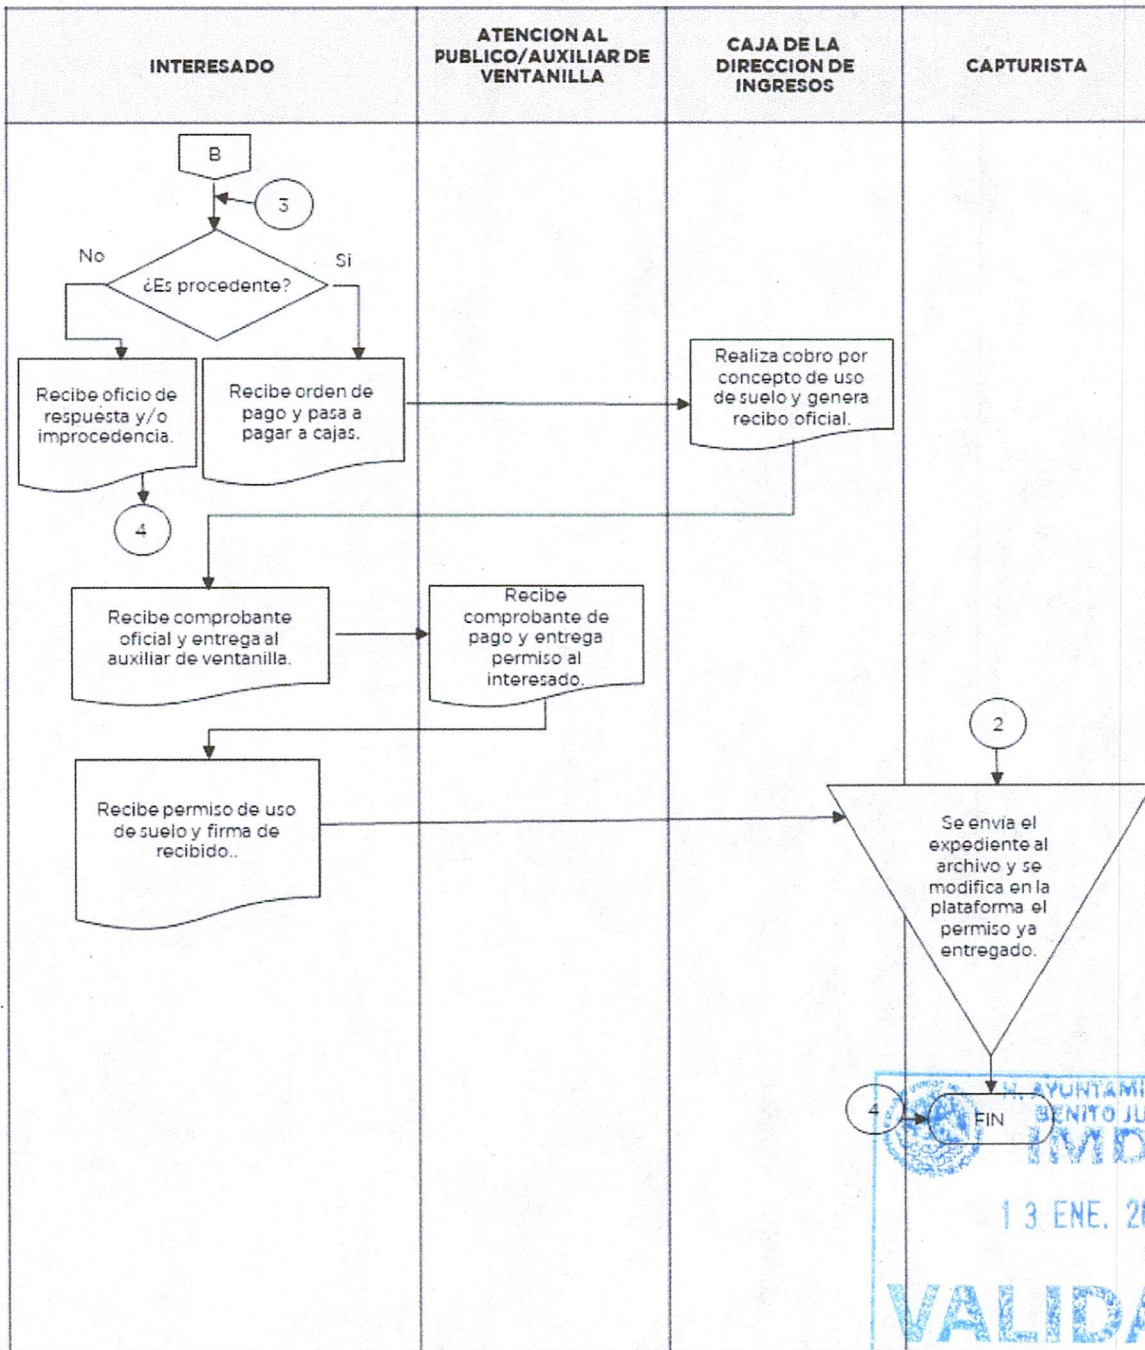 INTERESADO
ATENCION AL
PUBLICO/AUXILIAR DE
VENTANILLA
CAJA DE LA
DIRECCION DE
INGRESOS
CAPTURISTA
B
3
No
Si
¿Es procedente?
Recibe oficio de
respuesta y/o
improcedencia.
Recibe orden de
pago y pasa a
pagar a cajas.
Realiza cobro por
concepto de uso
de suelo y genera
recibo oficial.
4
Recibe comprobante
oficial y entrega al
auxiliar de ventanilla.
Recibe
comprobante de
pago y entrega
permiso al
interesado.
2
Recibe permiso de uso
de suelo y firma de
recibido..
Se envía el
expediente al
archivo y se
modifica en la
plataforma el
permiso ya
entregado.
4
FIN
H. AYUNTAMI
BENITO JU
IMD
13 ENE. 2
VALIDA